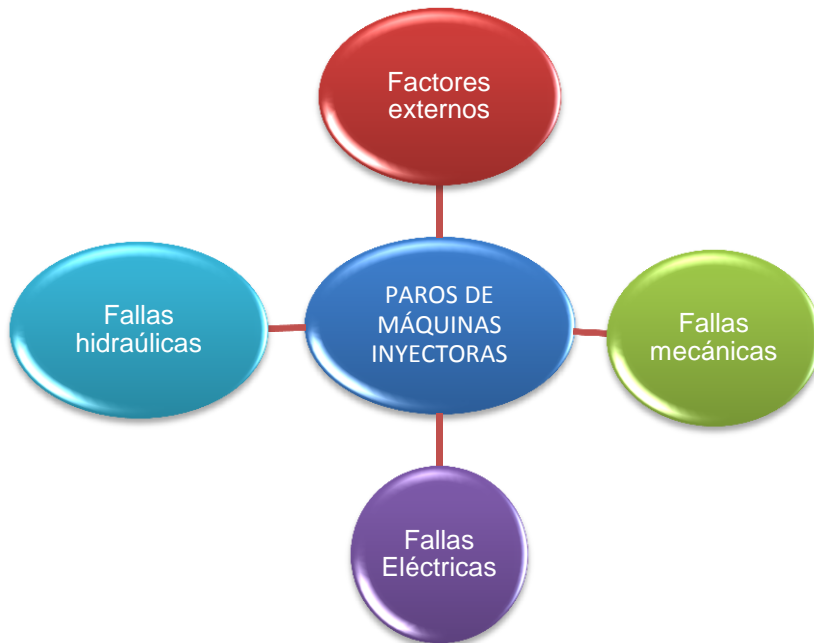 Factores
externos
Fallas
hidraúlicas
PAROS DE
MÁQUINAS
INYECTORAS
Fallas
mecánicas
Fallas
Eléctricas